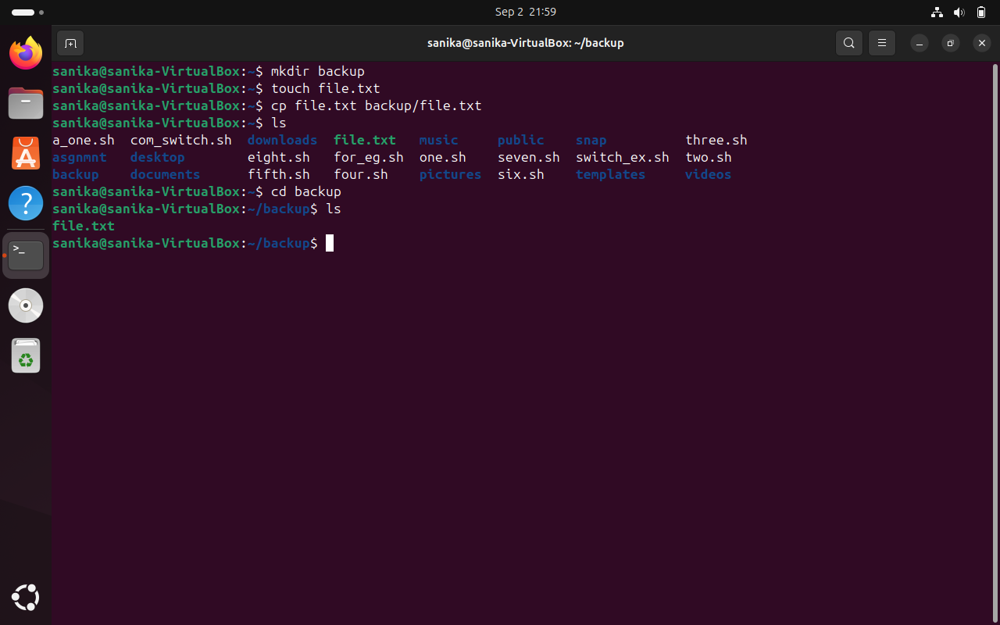 Sep 2 21:59
sanika@sanika-VirtualBox: ~/backup
sanika@sanika-VirtualBox:~$ mkdir backup
sanika@sanika-VirtualBox:~$ touch file.txt
sanika@sanika-VirtualBox:~$ cp file.txt backup/file.txt
sanika@sanika-VirtualBox:~$ ls
a_one.sh com_switch.sh downloads file.txt music public snap three.sh
asgnmnt desktop eight.sh for_eg.sh one.sh seven.sh switch_ex.sh two.sh
backup documents fifth.sh four.sh pictures six.sh templates videos
sanika@sanika-VirtualBox:~$ cd backup
sanika@sanika-VirtualBox:~/backup$ ls
file.txt
sanika@sanika-VirtualBox:~/backup$